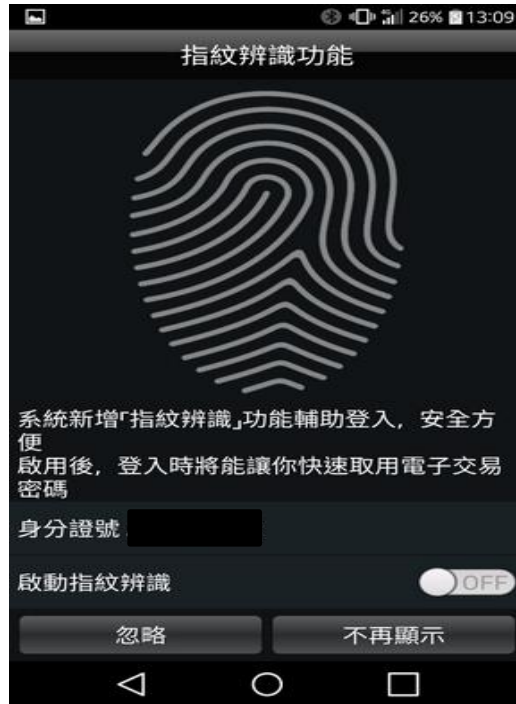 26% 13:09
指紋辨識功能
系統新增「指紋辨識」功能輔助登入，安全方
便
啟用後，登入時將能讓你快速取用電子交易
密碼
身分證號
啟動指紋辨識 OFF
忽略 不再顯示